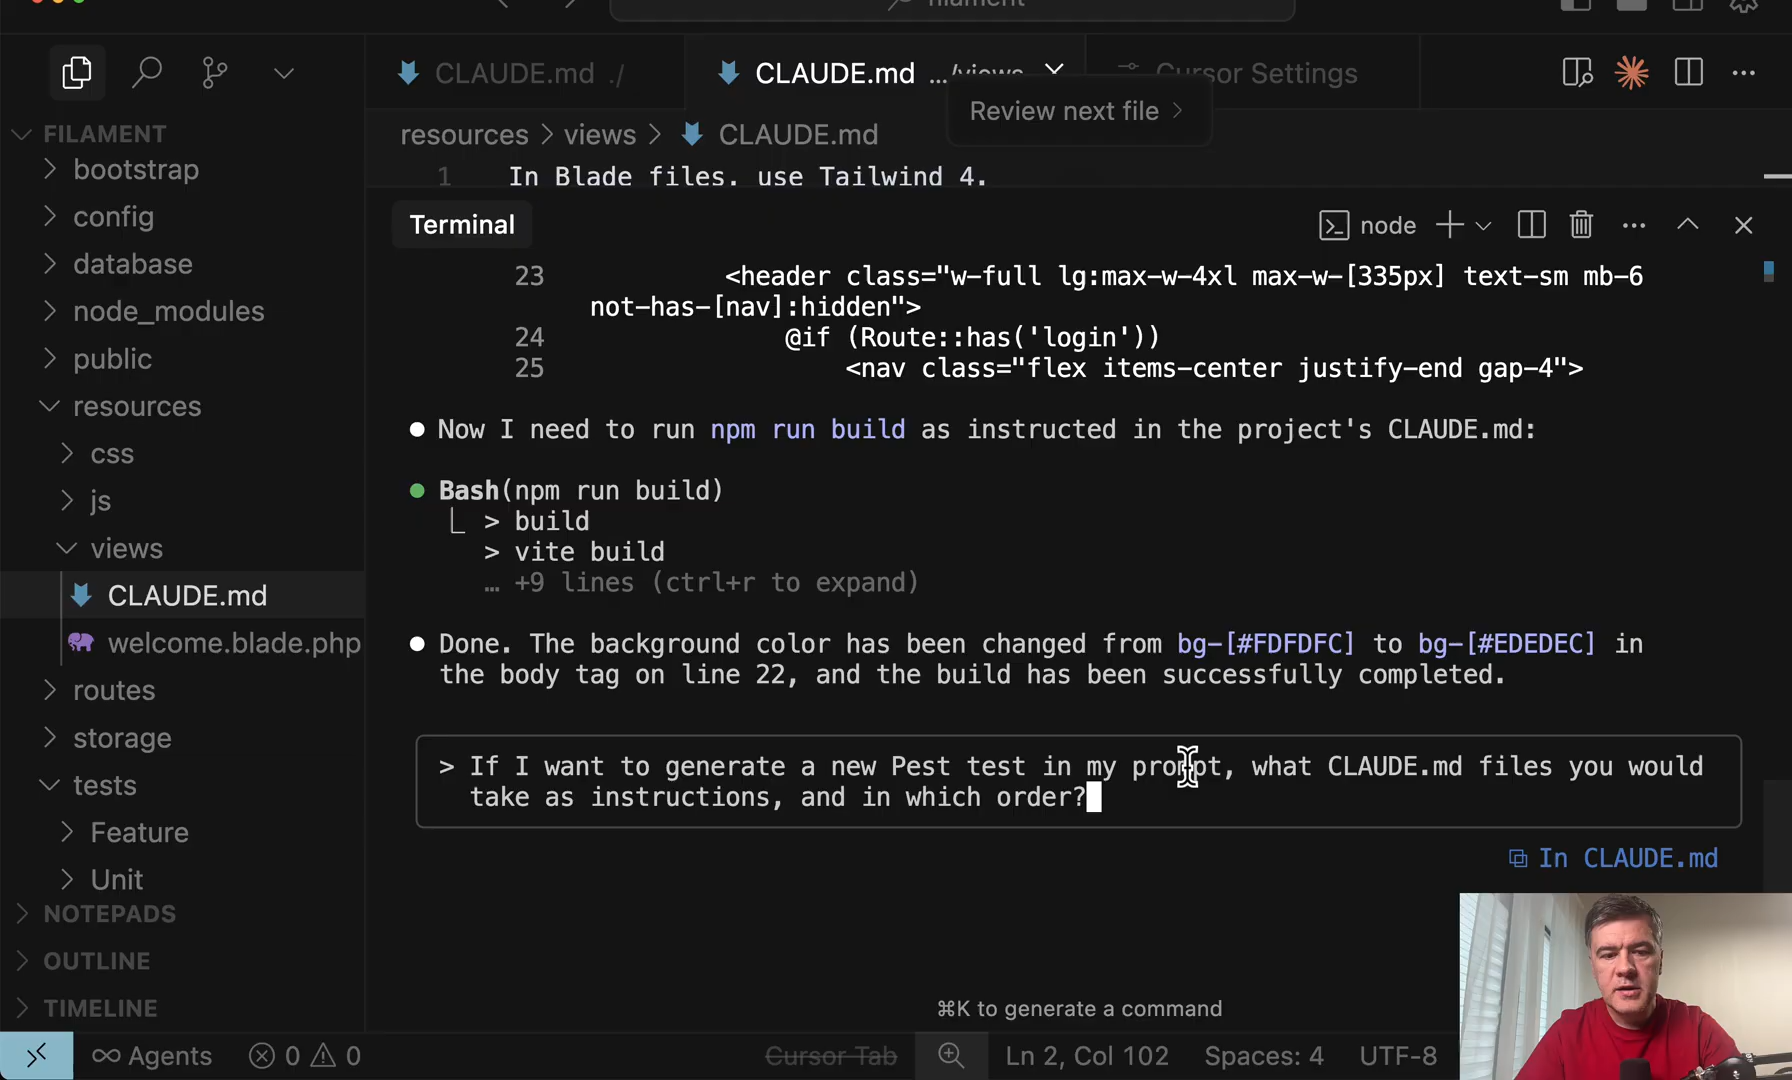 filament
CLAUDE.md ./
CLAUDE.md .../views
Cursor Settings
Review next file >
FILAMENT
resources > views > CLAUDE.md
bootstrap
1 In Blade files, use Tailwind 4.
config
Terminal
node
database
23 <header class="w-full lg:max-w-4xl max-w-[335px] text-sm mb-6
not-has-[nav]:hidden">
node_modules
24 @if (Route::has('login'))
public
25 <nav class="flex items-center justify-end gap-4">
resources
● Now I need to run npm run build as instructed in the project's CLAUDE.md:
css
js
● Bash(npm run build)
⎿ > build
views
> vite build
… +9 lines (ctrl+r to expand)
CLAUDE.md
welcome.blade.php
● Done. The background color has been changed from bg-[#FDFDFC] to bg-[#EDEDEC] in
the body tag on line 22, and the build has been successfully completed.
routes
storage
> If I want to generate a new Pest test in my prompt, what CLAUDE.md files you would
take as instructions, and in which order?
tests
Feature
In CLAUDE.md
Unit
NOTEPADS
OUTLINE
TIMELINE
⌘K to generate a command
Agents
0
0
Cursor Tab
Ln 2, Col 102
Spaces: 4
UTF-8